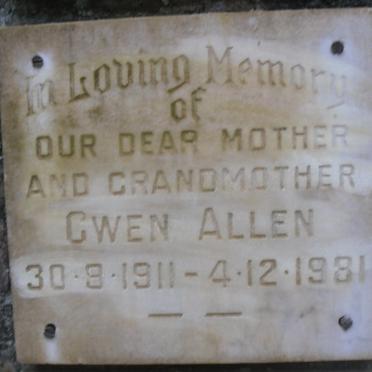 In Loving Memory
of
OUR DEAR MOTHER
AND GRANDMOTHER
GWEN ALLEN
30·9·1911 – 4·12·1981